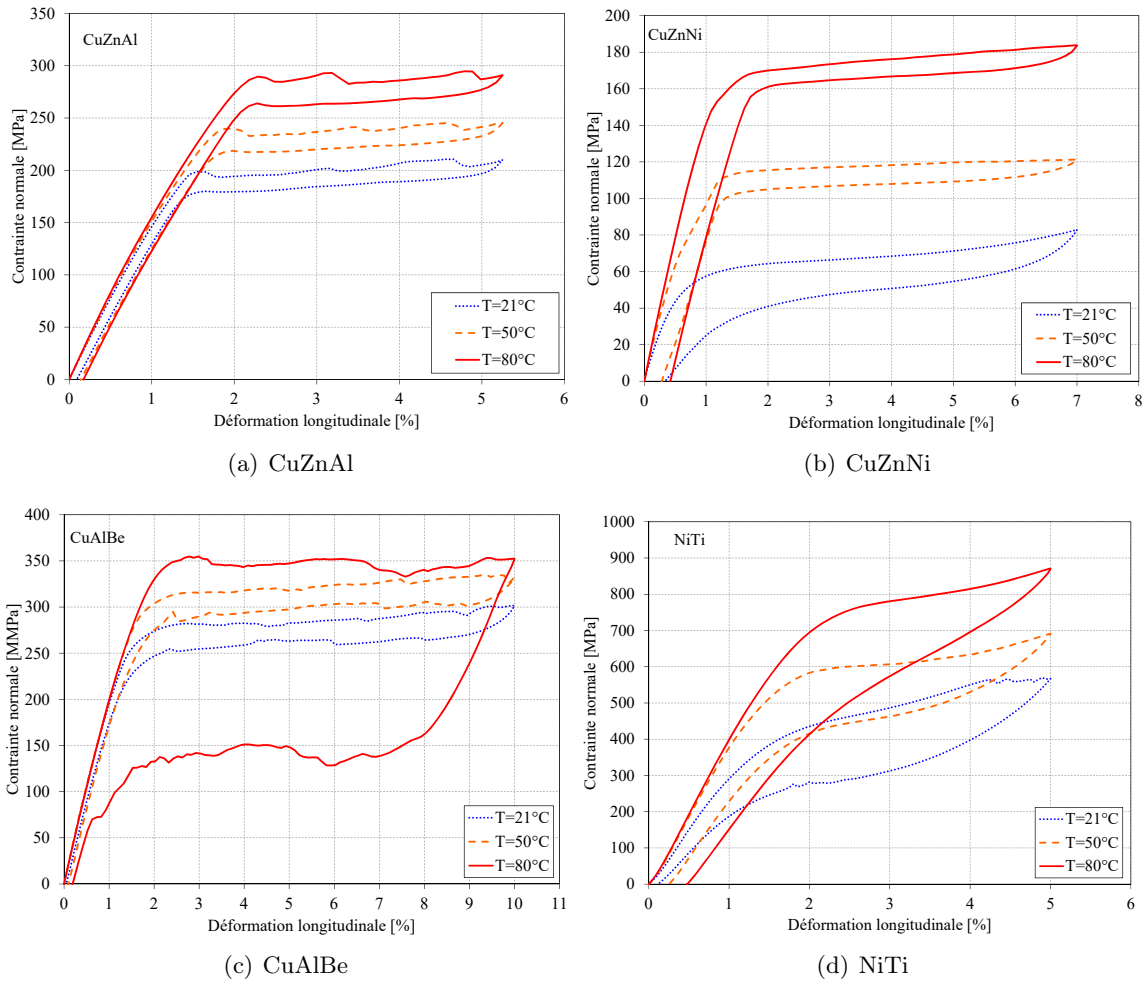 CuZnAl
Contrainte normale [MPa]
350
300
250
200
150
100
50
0
T=21°C
T=50°C
T=80°C
0 1 2 3 4 5 6
Déformation longitudinale [%]
(a) CuZnAl
CuZnNi
Contrainte normale [MPa]
200
180
160
140
120
100
80
60
40
20
0
T=21°C
T=50°C
T=80°C
0 1 2 3 4 5 6 7 8
Déformation longitudinale [%]
(b) CuZnNi
CuAlBe
Contrainte normale [MMPa]
400
350
300
250
200
150
100
50
0
T=21°C
T=50°C
T=80°C
0 1 2 3 4 5 6 7 8 9 10 11
Déformation longitudinale [%]
(c) CuAlBe
NiTi
Contrainte normale [MPa]
1000
900
800
700
600
500
400
300
200
100
0
T=21°C
T=50°C
T=80°C
0 1 2 3 4 5 6
Déformation longitudinale [%]
(d) NiTi